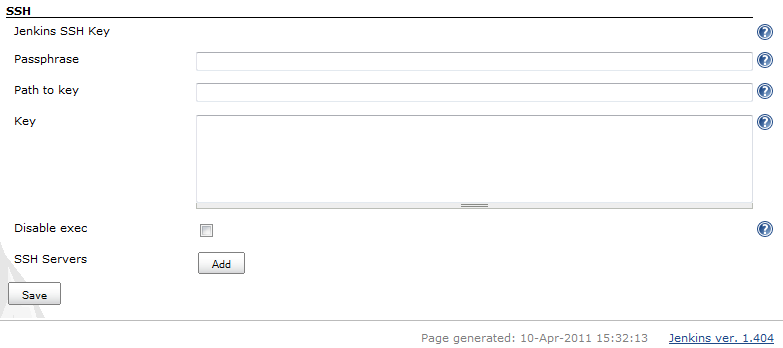 SSH
Jenkins SSH Key
Passphrase
Path to key
Key
Disable exec
SSH Servers Add
Save
Page generated: 10-Apr-2011 15:32:13 Jenkins ver. 1.404